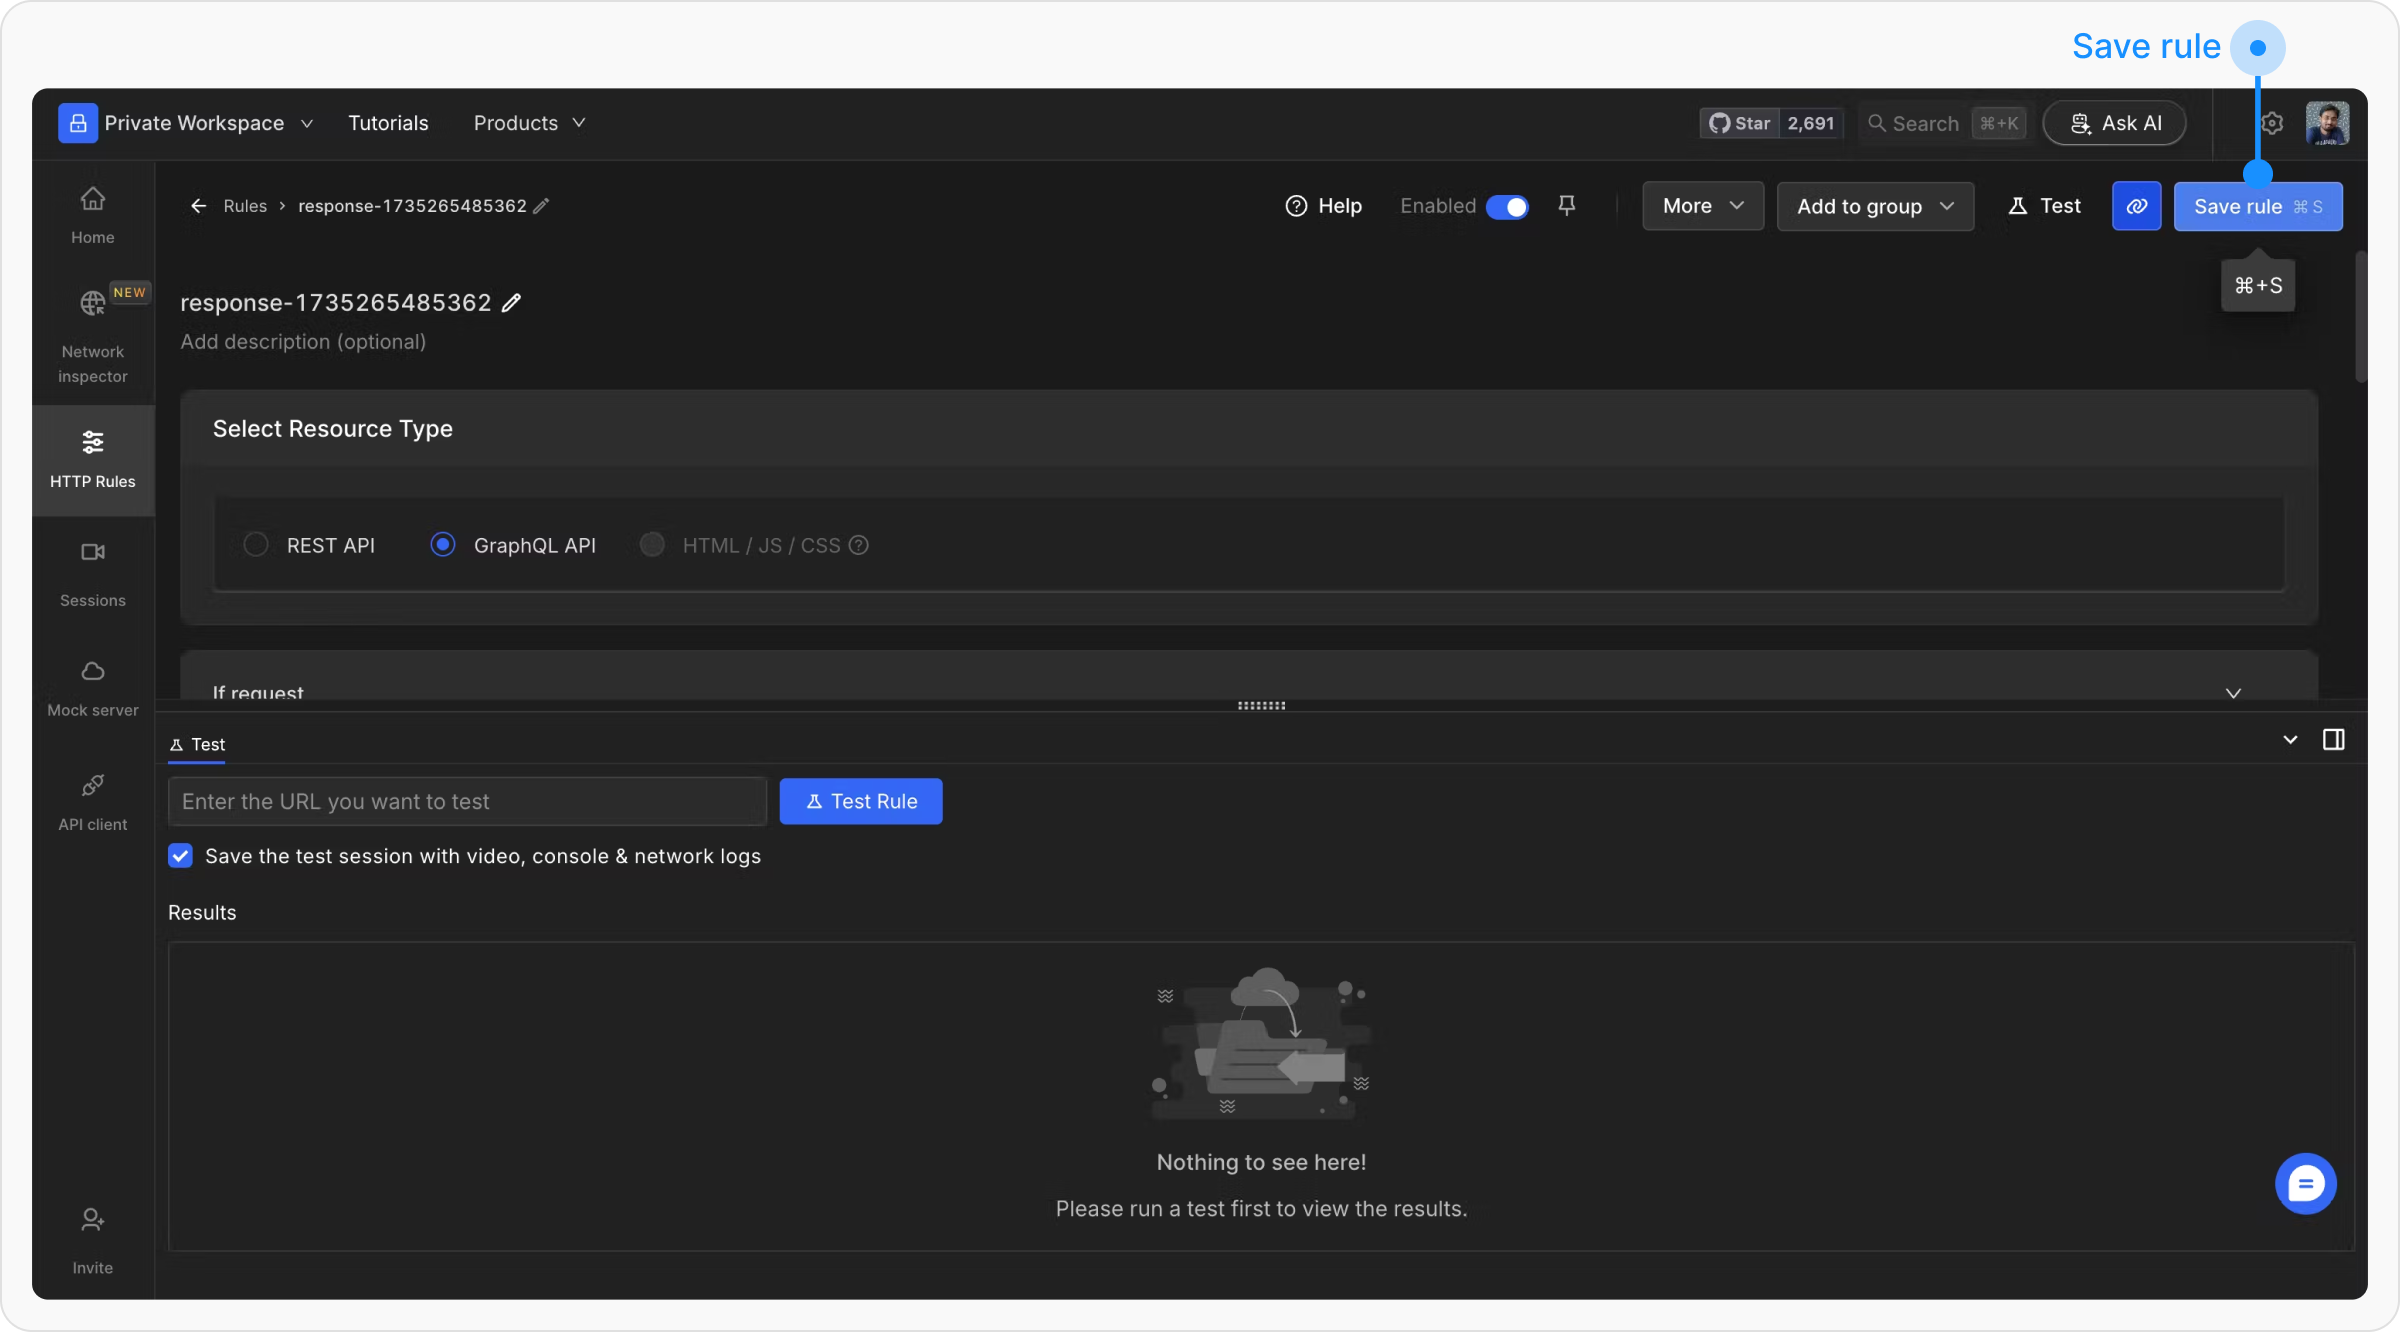 Save rule
Private Workspace
Tutorials
Products
Star 2,691
Search ⌘+K
Ask AI
Rules > response-1735265485362
Help
Enabled
More
Add to group
Test
Save rule ⌘ S
⌘+S
Home
NEW
Network
inspector
HTTP Rules
Sessions
Mock server
API client
Invite
response-1735265485362
Add description (optional)
Select Resource Type
REST API
GraphQL API
HTML / JS / CSS
If request
Test
Enter the URL you want to test
Test Rule
Save the test session with video, console & network logs
Results
Nothing to see here!
Please run a test first to view the results.